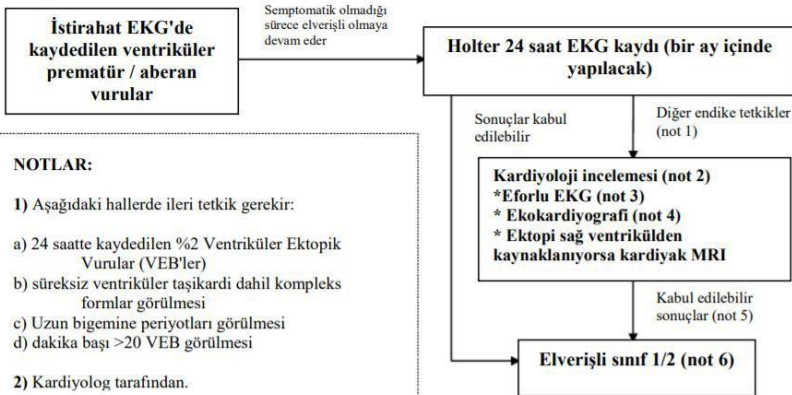 İstirahat EKG'de
kaydedilen ventriküler
prematür / aberan
vurular
Semptomatik olmadığı
sürece elverişli olmaya
devam eder
Holter 24 saat EKG kaydı (bir ay içinde
yapılacak)
Sonuçlar kabul
edilebilir
Diğer endike tetkikler
(not 1)
Kardiyoloji incelemesi (not 2)
*Eforlu EKG (not 3)
* Ekokardiyografi (not 4)
* Ektopi sağ ventrikülden
kaynaklanıyorsa kardiyak MRI
Kabul edilebilir
sonuçlar (not 5)
Elverişli sınıf 1/2 (not 6)
NOTLAR:
1) Aşağıdaki hallerde ileri tetkik gerekir:
a) 24 saatte kaydedilen %2 Ventriküler Ektopik
Vurular (VEB'ler)
b) süreksiz ventriküler taşikardi dahil kompleks
formlar görülmesi
c) Uzun bigemine periyotları görülmesi
d) dakika başı >20 VEB görülmesi
2) Kardiyolog tarafından.